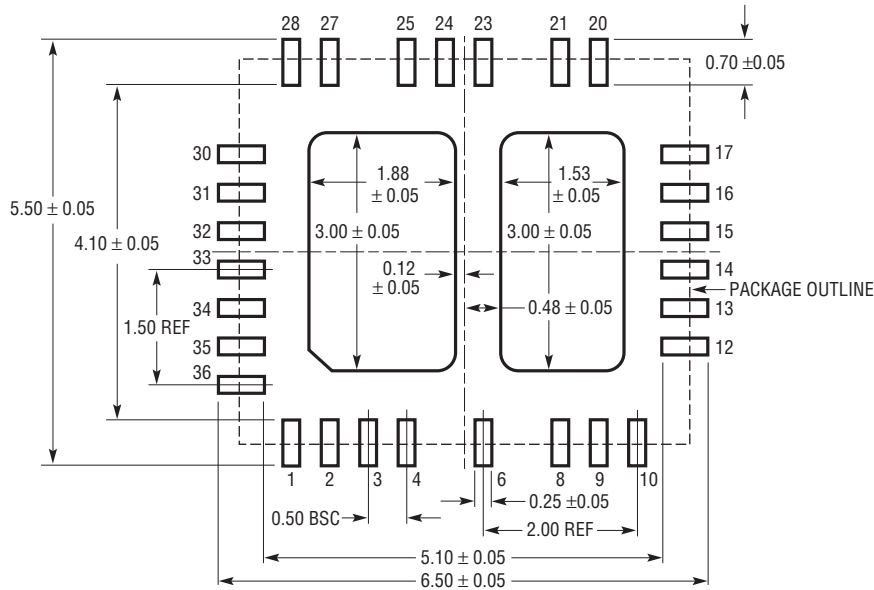 28 27 25 24 23 21 20
0.70 ±0.05
30
31
32
33
34
35
36
17
16
15
14
13
12
1.88
± 0.05
1.53
± 0.05
3.00 ± 0.05
3.00 ± 0.05
5.50 ± 0.05
4.10 ± 0.05
0.12
± 0.05
0.48 ± 0.05
PACKAGE OUTLINE
1.50 REF
1 2 3 4 6 8 9 10
0.25 ±0.05
0.50 BSC
2.00 REF
5.10 ± 0.05
6.50 ± 0.05